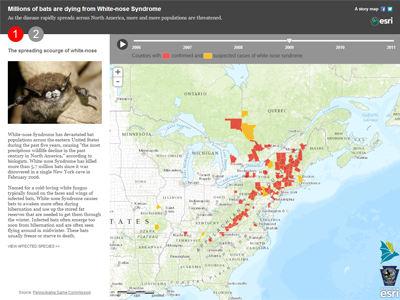 Millions of bats are dying from White-nose Syndrome
As the disease rapidly spreads across North America, more and more populations are threatened.
A story map
esri
1 2
The spreading scourge of white-nose
2006 2007 2008 2009 2010 2011
Counties with confirmed and suspected cases of white nose syndrome
White-nose Syndrome has devastated bat
populations across the eastern United States
during the past five years, causing "the most
precipitous wildlife decline in the past
century in North America," according to
biologists. White-nose Syndrome has killed
more than 5.7 million bats since it was
discovered in a single New York cave in
February 2006.
Named for a cold-loving white fungus
typically found on the faces and wings of
infected bats, White-nose Syndrome causes
bats to awaken more often during
hibernation and use up the stored fat
reserves that are needed to get them through
the winter. Infected bats often emerge too
soon from hibernation and are often seen
flying around in midwinter. These bats
usually freeze or starve to death.
VIEW AFFECTED SPECIES >>
Source: Pennsylvania Game Commission
+
-
ONTARIO
QUEBEC
MINNESOTA
WISCONSIN
MICHIGAN
IOWA
ILLINOIS
OHIO
MISSOURI
TATES
ALABAMA
esri